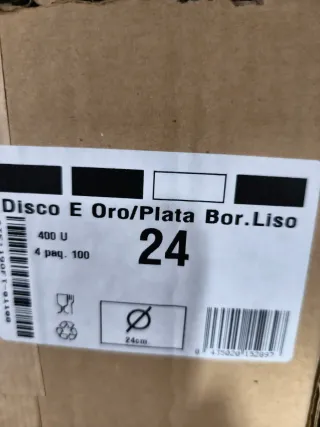 Disco E Oro/Plata Bor.Liso
400 U
24
4 paq. 100
24cm